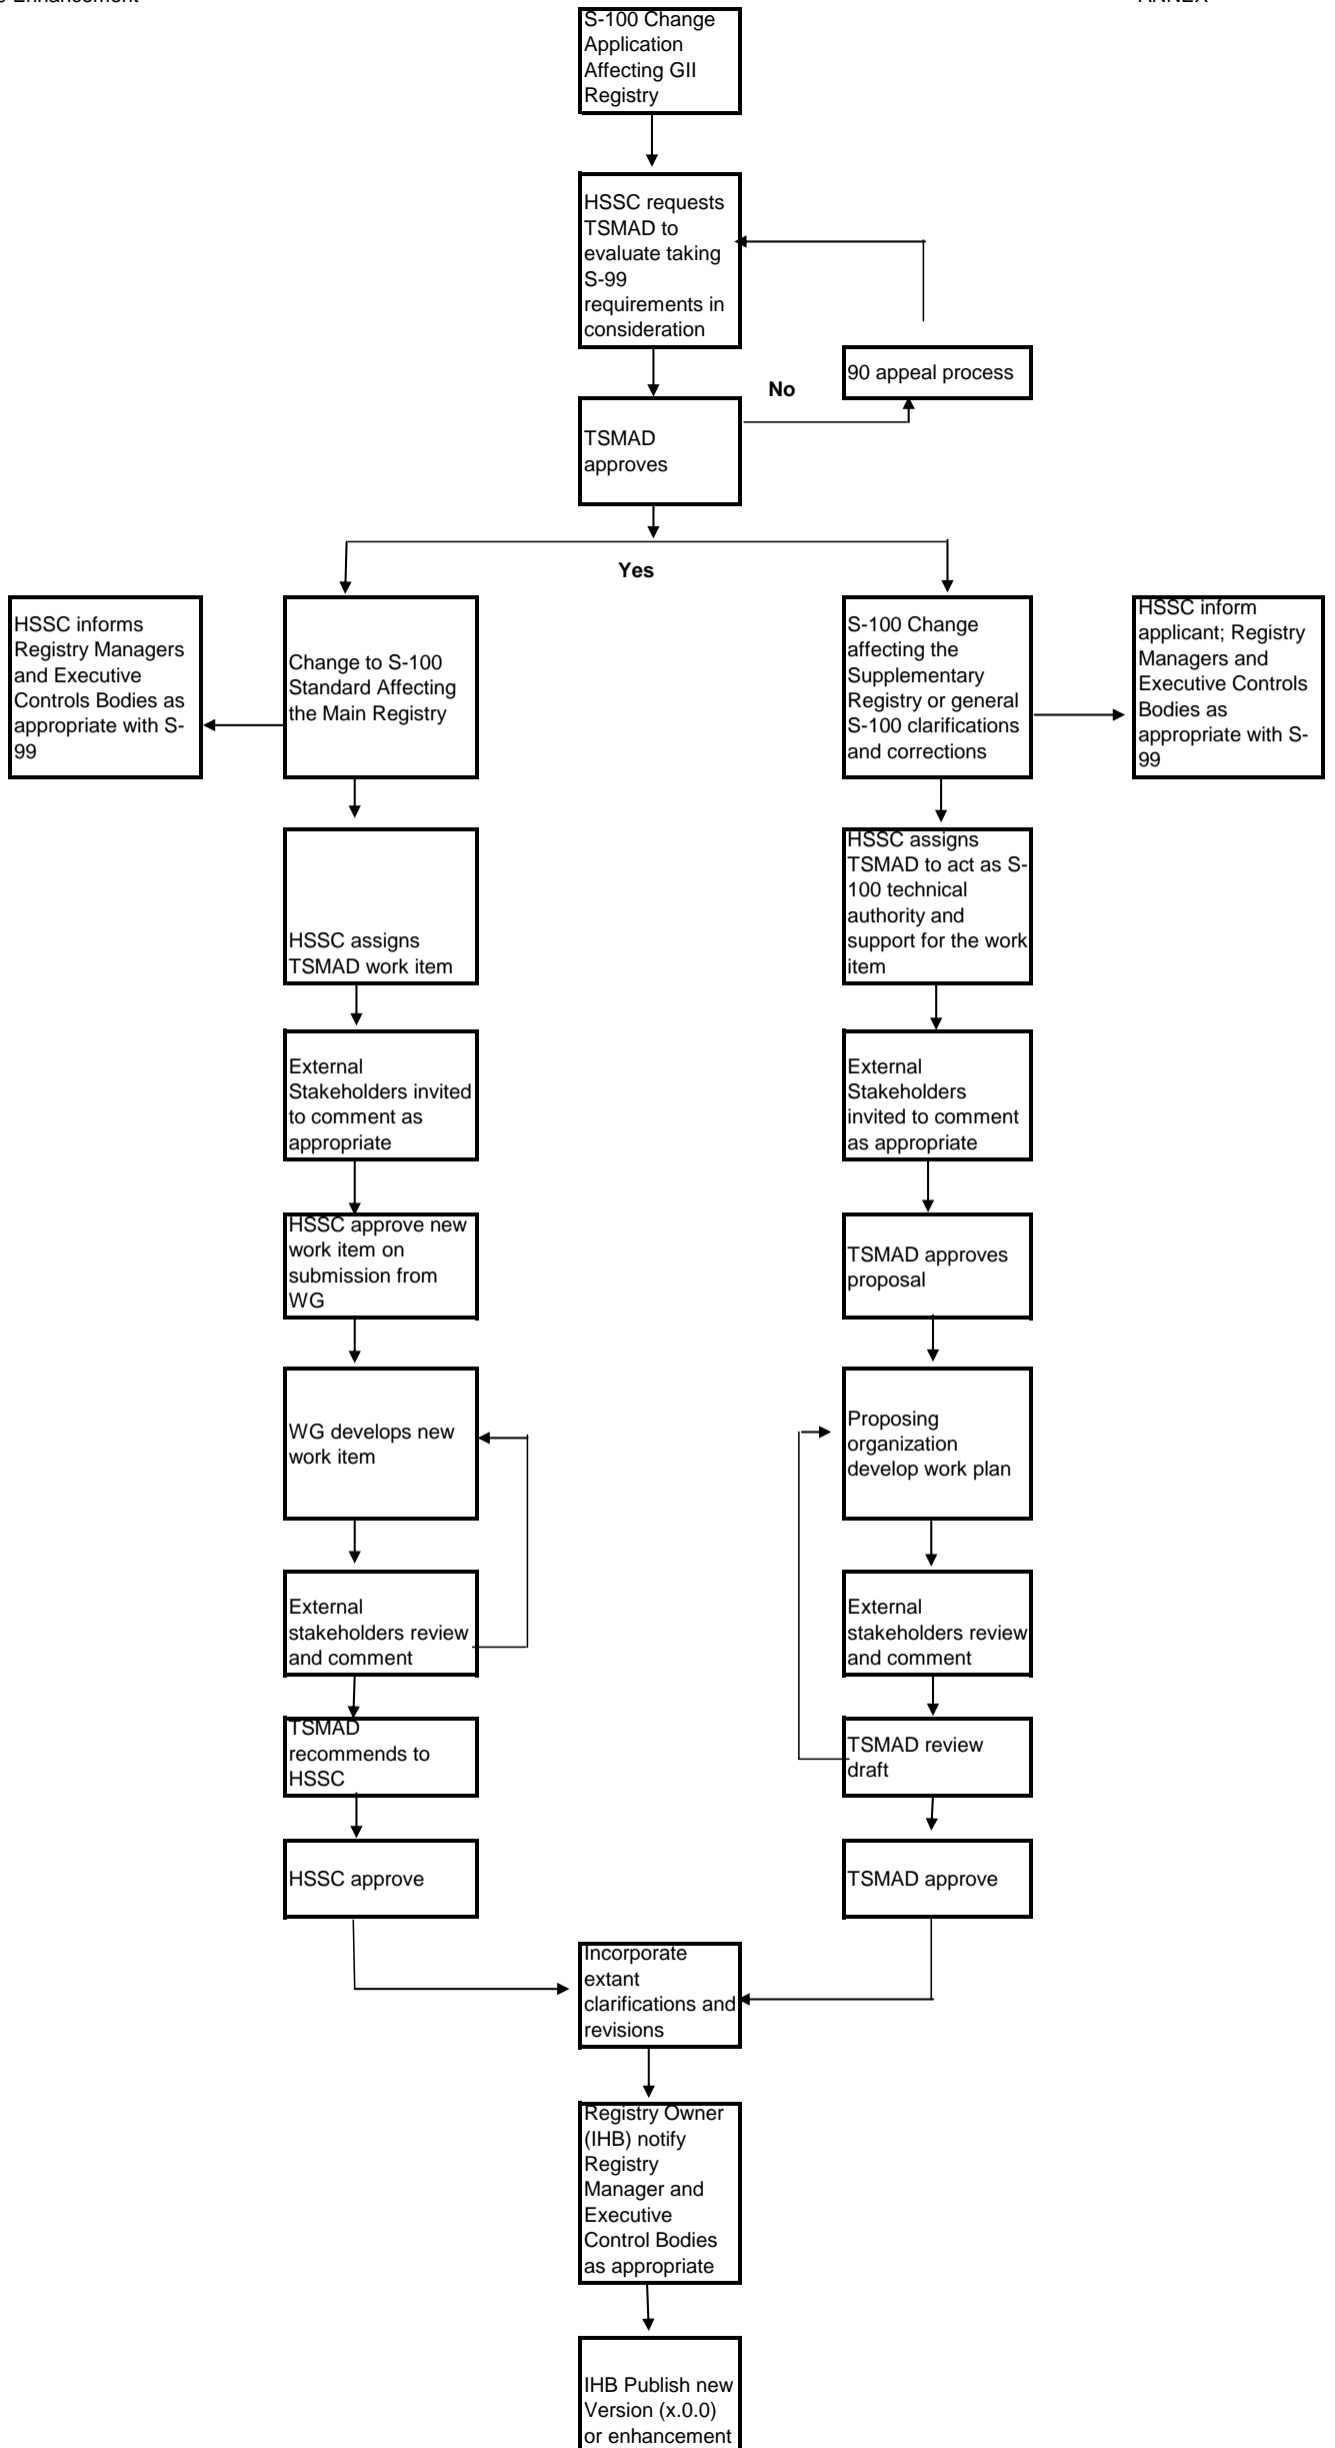 Enhancement
ANNEX
S-100 Change
Application
Affecting GII
Registry
HSSC requests
TSMAD to
evaluate taking
S-99
requirements in
consideration
90 appeal process
No
TSMAD
approves
Yes
HSSC informs
Registry Managers
and Executive
Controls Bodies as
appropriate with S-
99
Change to S-100
Standard Affecting
the Main Registry
S-100 Change
affecting the
Supplementary
Registry or general
S-100 clarifications
and corrections
HSSC inform
applicant; Registry
Managers and
Executive Controls
Bodies as
appropriate with S-
99
HSSC assigns
TSMAD work item
HSSC assigns
TSMAD to act as S-
100 technical
authority and
support for the work
item
External
Stakeholders invited
to comment as
appropriate
External
Stakeholders
invited to comment
as appropriate
HSSC approve new
work item on
submission from
WG
TSMAD approves
proposal
WG develops new
work item
Proposing
organization
develop work plan
External
stakeholders review
and comment
External
stakeholders review
and comment
TSMAD
recommends to
HSSC
TSMAD review
draft
HSSC approve
TSMAD approve
Incorporate
extant
clarifications and
revisions
Registry Owner
(IHB) notify
Registry
Manager and
Executive
Control Bodies
as appropriate
IHB Publish new
Version (x.0.0)
or enhancement